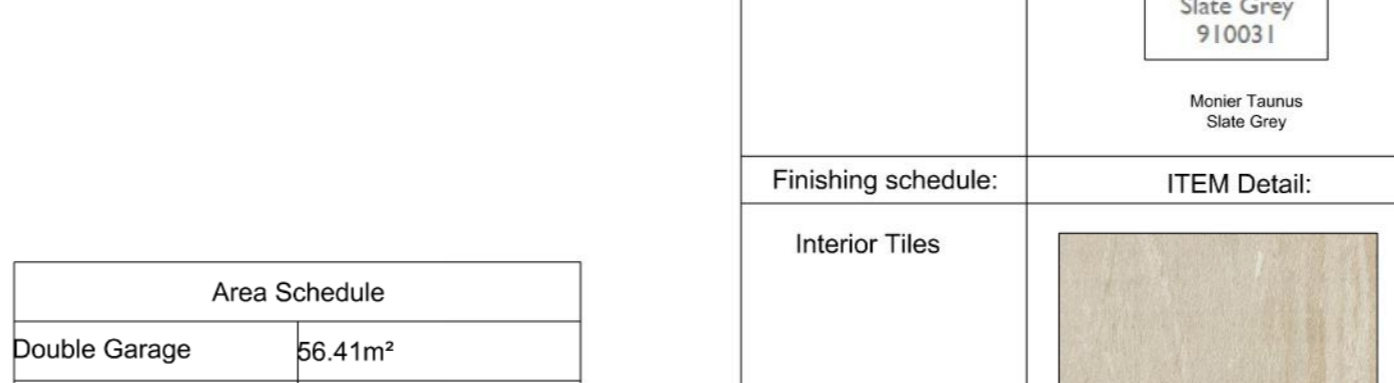 Slate Grey
910031
Monier Taunus
Slate Grey
Finishing schedule:
ITEM Detail:
Interior Tiles
Area Schedule
Double Garage
56.41m²